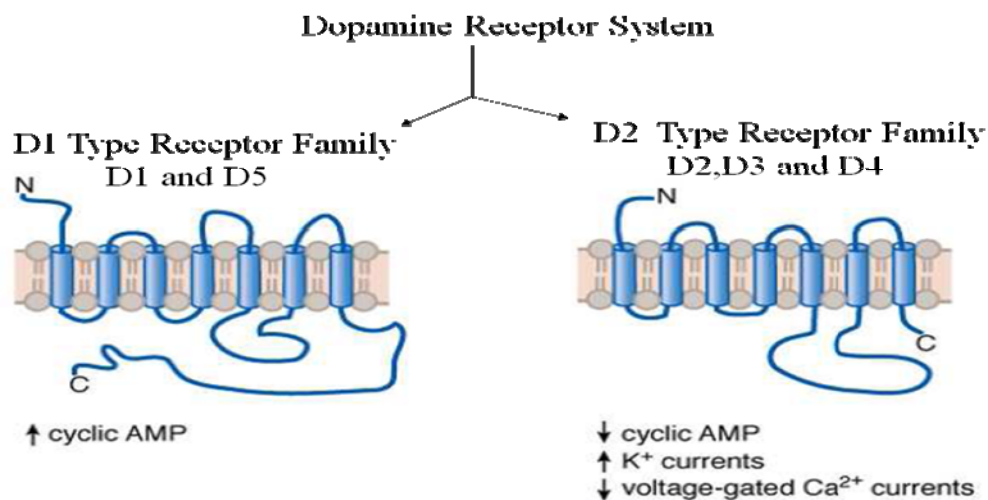 Dopamine Receptor System
D1 Type Receptor Family
D1 and D5
N
C
↑ cyclic AMP
D2 Type Receptor Family
D2,D3 and D4
N
C
↓ cyclic AMP
↑ K⁺ currents
↓ voltage-gated Ca²⁺ currents